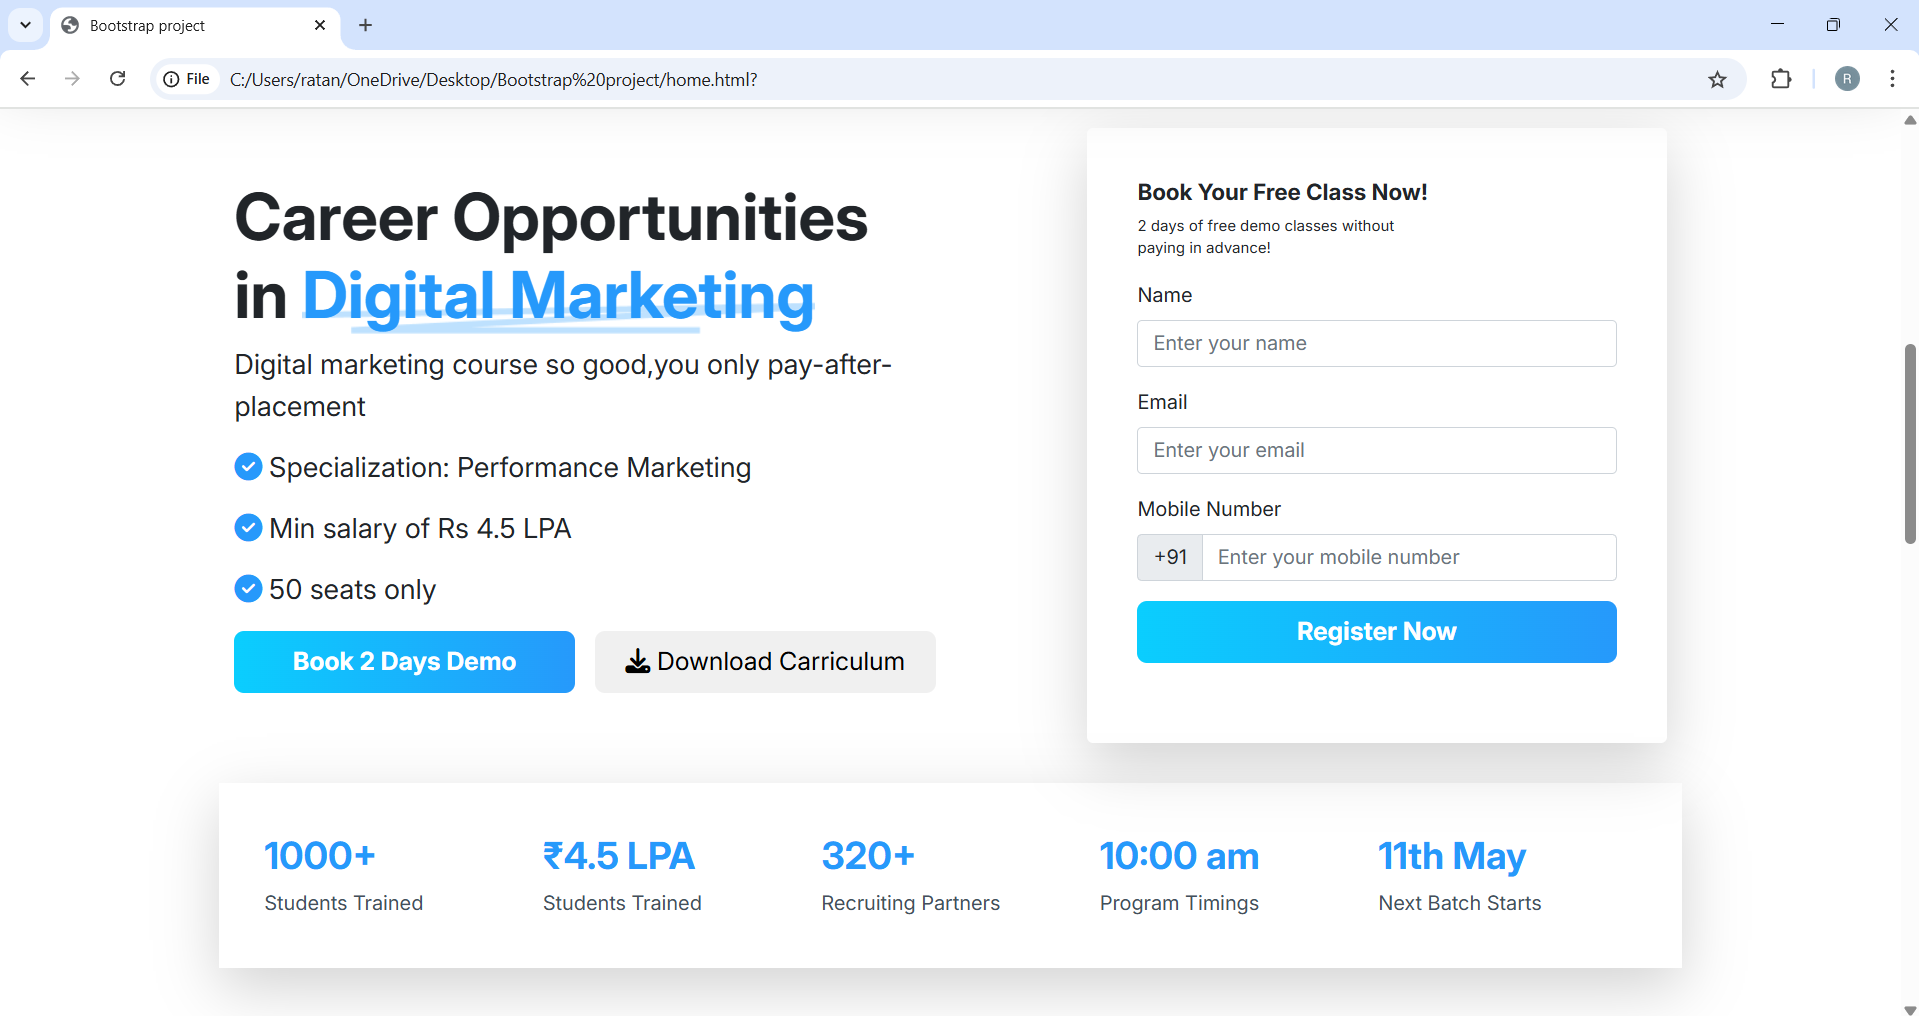 Bootstrap project
File
C:/Users/ratan/OneDrive/Desktop/Bootstrap%20project/home.html?
R
Career Opportunities
in Digital Marketing
Digital marketing course so good,you only pay-after-
placement
Specialization: Performance Marketing
Min salary of Rs 4.5 LPA
50 seats only
Book 2 Days Demo
Download Carriculum
Book Your Free Class Now!
2 days of free demo classes without
paying in advance!
Name
Enter your name
Email
Enter your email
Mobile Number
+91 Enter your mobile number
Register Now
1000+
Students Trained
₹4.5 LPA
Students Trained
320+
Recruiting Partners
10:00 am
Program Timings
11th May
Next Batch Starts